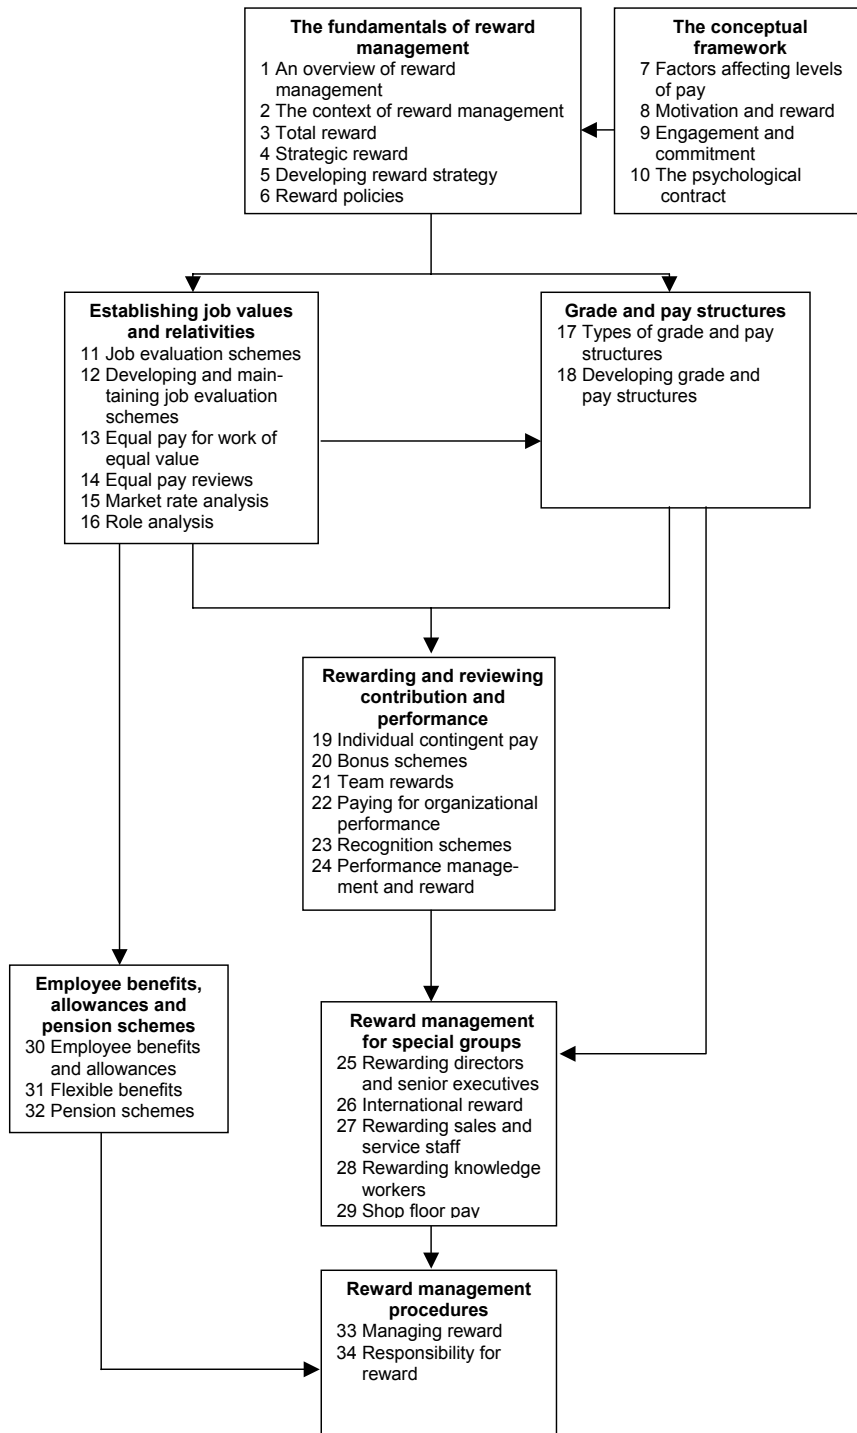 The fundamentals of reward
management
1 An overview of reward
management
2 The context of reward management
3 Total reward
4 Strategic reward
5 Developing reward strategy
6 Reward policies
The conceptual
framework
7 Factors affecting levels
of pay
8 Motivation and reward
9 Engagement and
commitment
10 The psychological
contract
Establishing job values
and relativities
11 Job evaluation schemes
12 Developing and main-
taining job evaluation
schemes
13 Equal pay for work of
equal value
14 Equal pay reviews
15 Market rate analysis
16 Role analysis
Grade and pay structures
17 Types of grade and pay
structures
18 Developing grade and
pay structures
Rewarding and reviewing
contribution and
performance
19 Individual contingent pay
20 Bonus schemes
21 Team rewards
22 Paying for organizational
performance
23 Recognition schemes
24 Performance manage-
ment and reward
Employee benefits,
allowances and
pension schemes
30 Employee benefits
and allowances
31 Flexible benefits
32 Pension schemes
Reward management
for special groups
25 Rewarding directors
and senior executives
26 International reward
27 Rewarding sales and
service staff
28 Rewarding knowledge
workers
29 Shop floor pay
Reward management
procedures
33 Managing reward
34 Responsibility for
reward